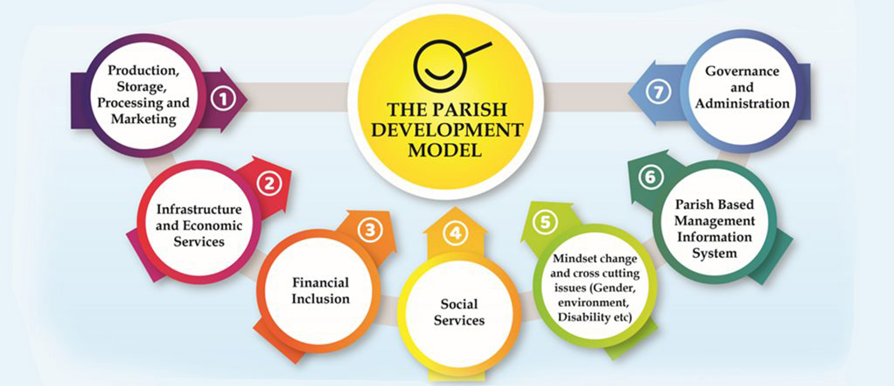 THE PARISH
DEVELOPMENT
MODEL
1
Production,
Storage,
Processing and
Marketing
2
Infrastructure
and Economic
Services
3
Financial
Inclusion
4
Social
Services
5
Mindset change
and cross cutting
issues (Gender,
environment,
Disability etc)
6
Parish Based
Management
Information
System
7
Governance
and
Administration